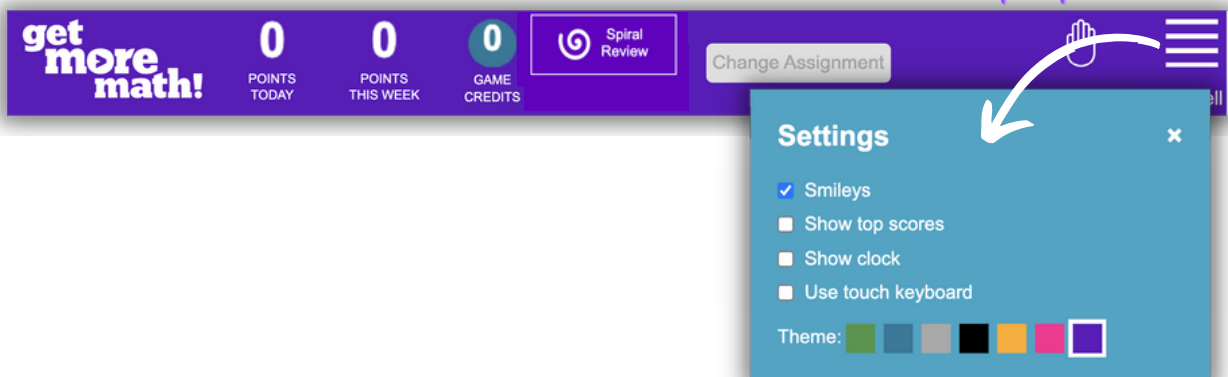 get
more
math!
0
POINTS
TODAY
0
POINTS
THIS WEEK
0
GAME
CREDITS
Spiral
Review
Change Assignment
Settings
Smileys
Show top scores
Show clock
Use touch keyboard
Theme: